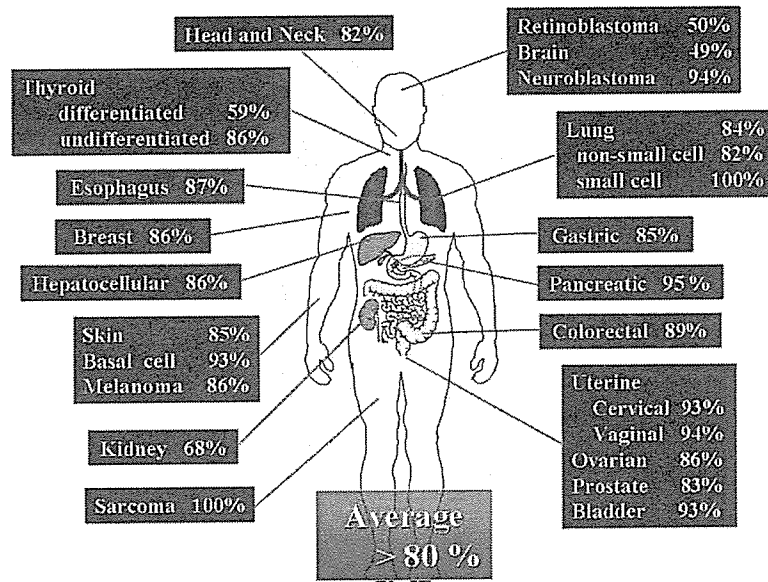 Head and Neck 82%
Retinoblastoma 50%
Brain 49%
Neuroblastoma 94%
Thyroid
differentiated 59%
undifferentiated 86%
Lung 84%
non-small cell 82%
small cell 100%
Esophagus 87%
Breast 86%
Gastric 85%
Hepatocellular 86%
Pancreatic 95%
Skin 85%
Basal cell 93%
Melanoma 86%
Colorectal 89%
Uterine
Cervical 93%
Vaginal 94%
Ovarian 86%
Prostate 83%
Bladder 93%
Kidney 68%
Sarcoma 100%
Average
> 80 %